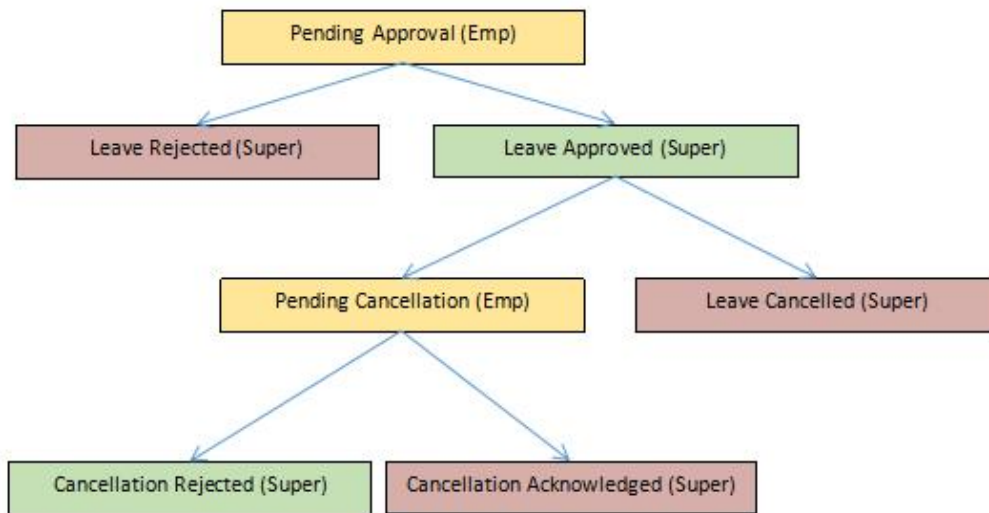 Pending Approval (Emp)
Leave Rejected (Super)
Leave Approved (Super)
Pending Cancellation (Emp)
Leave Cancelled (Super)
Cancellation Rejected (Super)
Cancellation Acknowledged (Super)